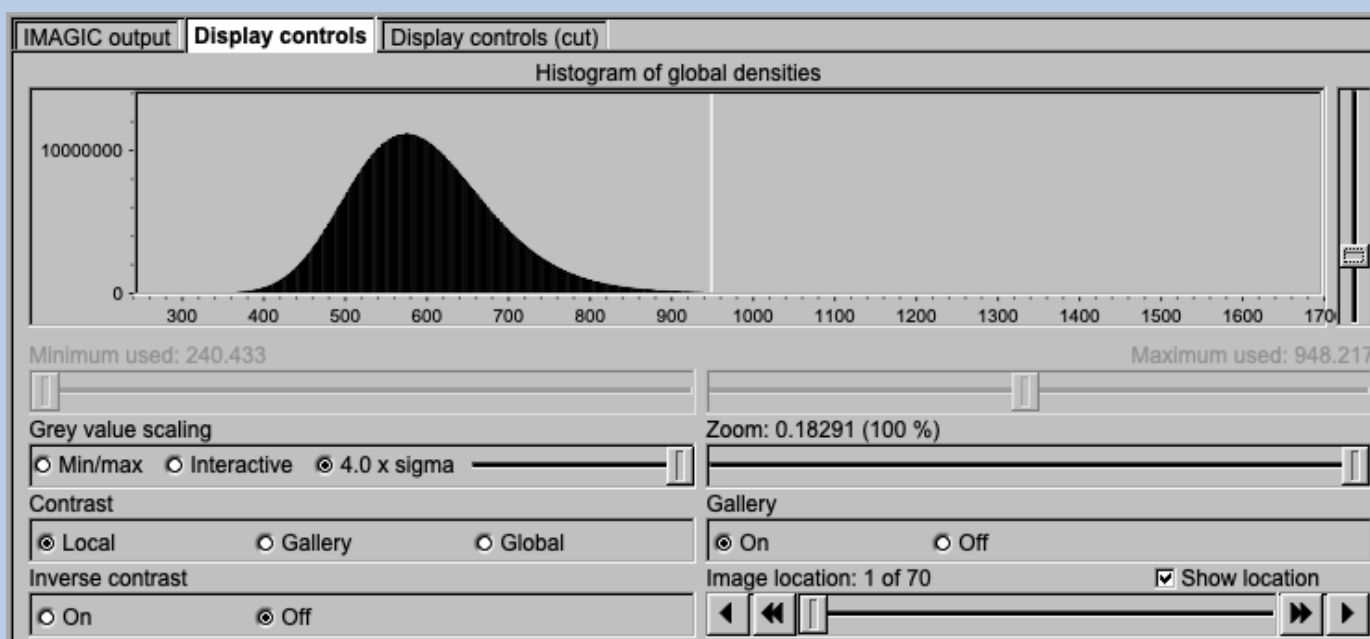 IMAGIC output Display controls Display controls (cut)
Histogram of global densities
10000000
0
300 400 500 600 700 800 900 1000 1100 1200 1300 1400 1500 1600 170
Minimum used: 240.433 Maximum used: 948.217
Grey value scaling Zoom: 0.18291 (100 %)
Min/max Interactive 4.0 x sigma
Contrast Gallery
Local Gallery Global On Off
Inverse contrast Image location: 1 of 70 Show location
On Off